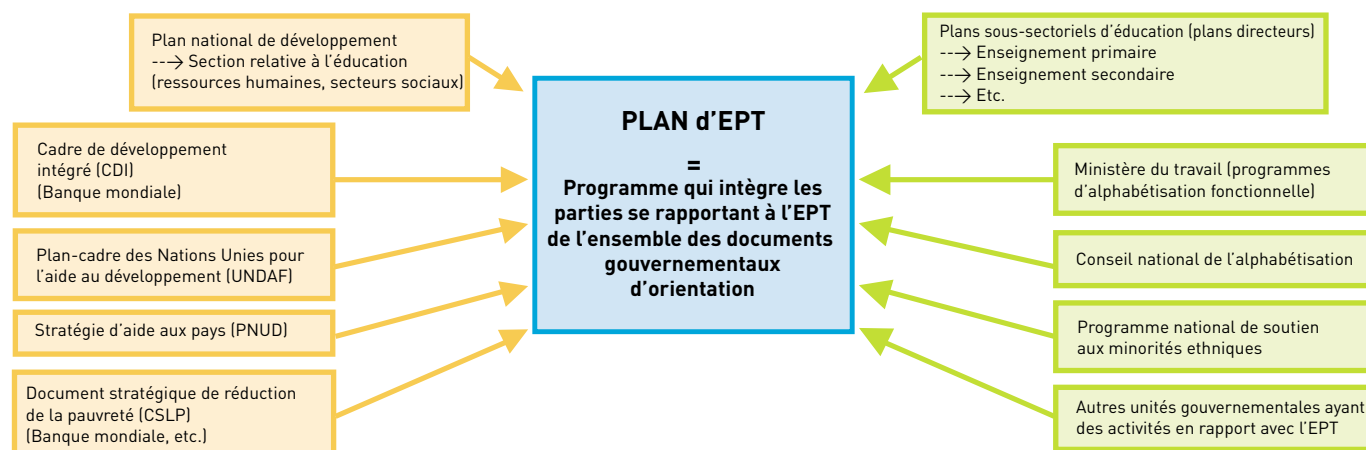 Plan national de développement
---> Section relative à l'éducation
(ressources humaines, secteurs sociaux)
Cadre de développement
intégré (CDI)
(Banque mondiale)
Plan-cadre des Nations Unies pour
l'aide au développement (UNDAF)
Stratégie d'aide aux pays (PNUD)
Document stratégique de réduction
de la pauvreté (CSLP)
(Banque mondiale, etc.)
PLAN d'EPT
=
Programme qui intègre les
parties se rapportant à l'EPT
de l'ensemble des documents
gouvernementaux
d'orientation
Plans sous-sectoriels d'éducation (plans directeurs)
---> Enseignement primaire
---> Enseignement secondaire
---> Etc.
Ministère du travail (programmes
d'alphabétisation fonctionnelle)
Conseil national de l'alphabétisation
Programme national de soutien
aux minorités ethniques
Autres unités gouvernementales ayant
des activités en rapport avec l'EPT